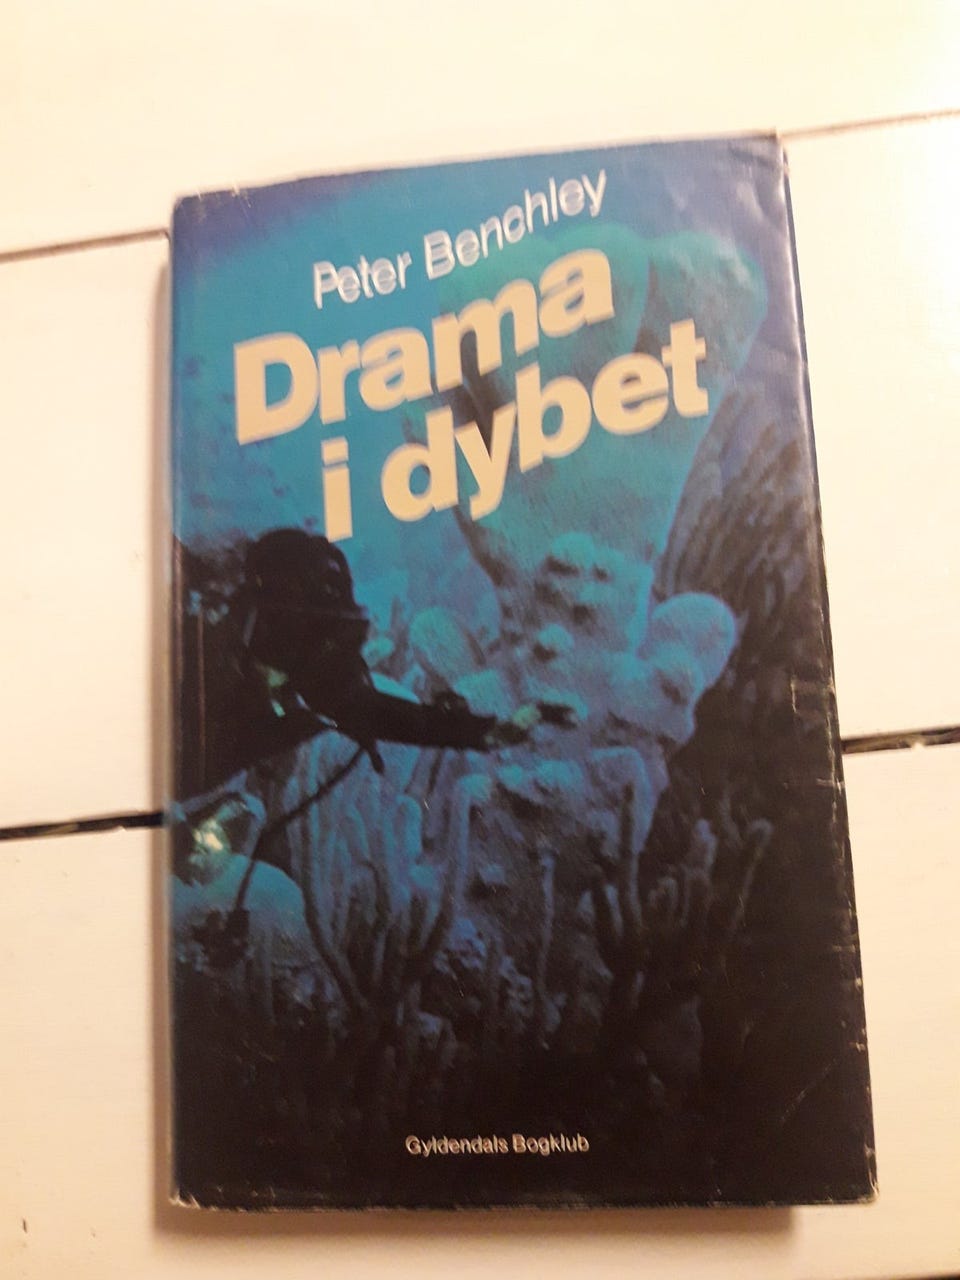 Peter Benchley
Drama
i dybet
Gyldendals Bogklub